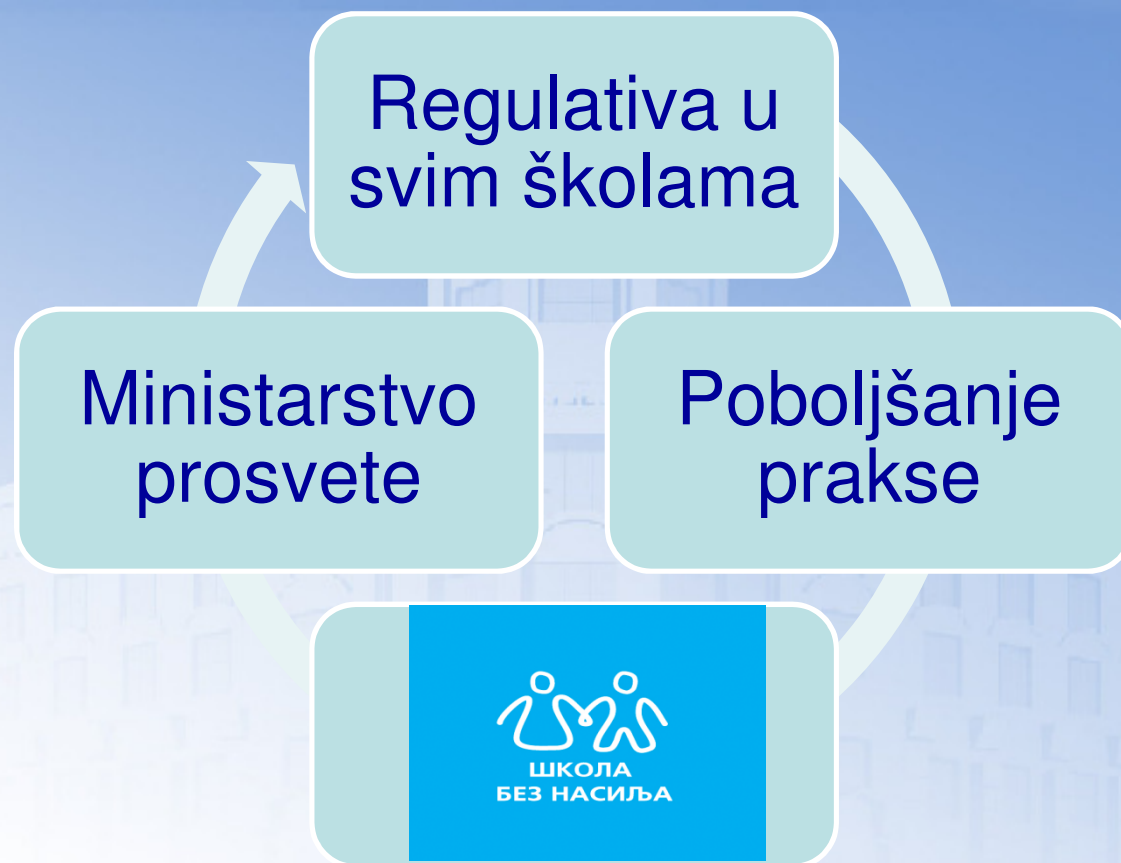 Regulativa u
svim školama
Ministarstvo
prosvete
Poboljšanje
prakse
ШКОЛА
БЕЗ НАСИЉА